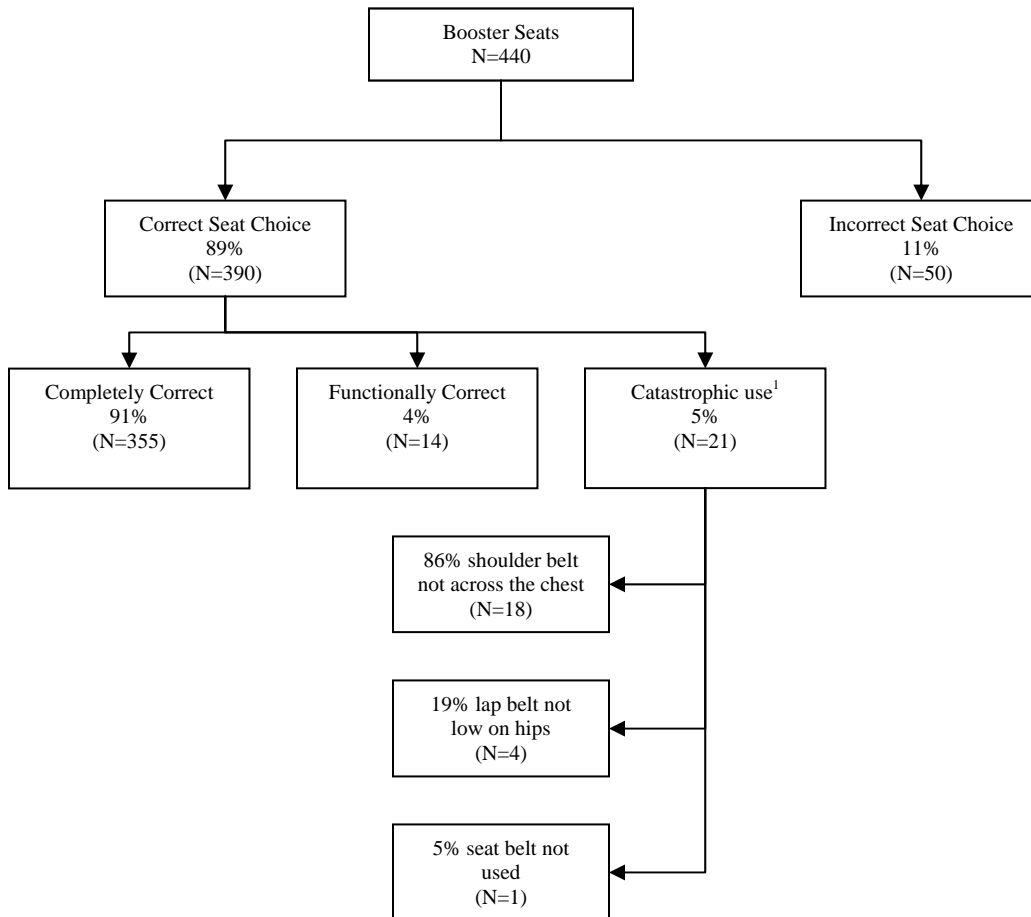 Booster Seats
N=440
Correct Seat Choice
89%
(N=390)
Incorrect Seat Choice
11%
(N=50)
Completely Correct
91%
(N=355)
Functionally Correct
4%
(N=14)
Catastrophic use¹
5%
(N=21)
86% shoulder belt
not across the chest
(N=18)
19% lap belt not
low on hips
(N=4)
5% seat belt not
used
(N=1)